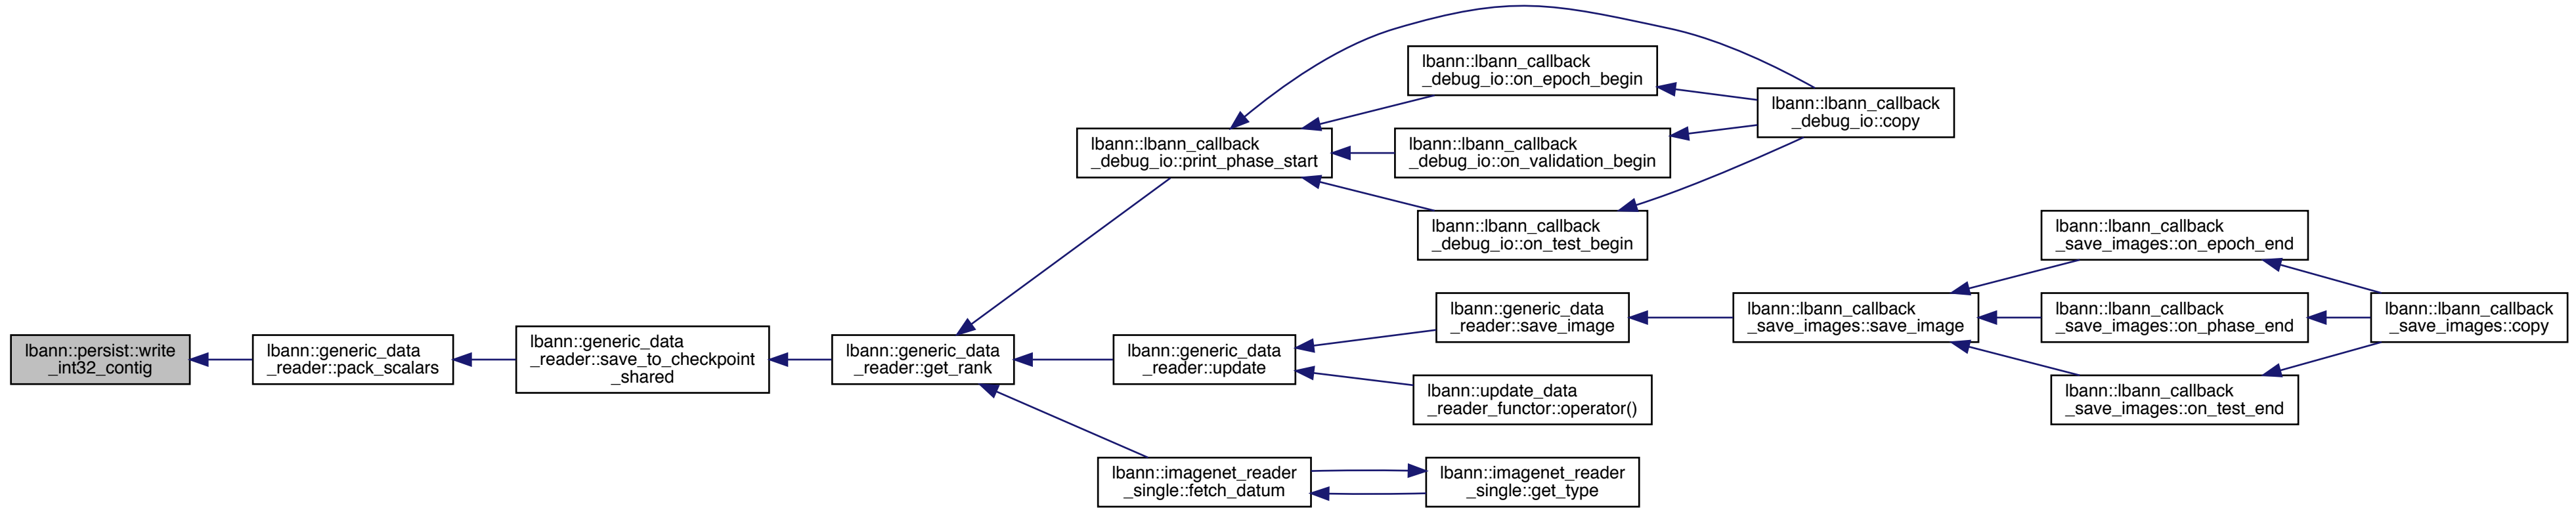 lbann::persist::write
_int32_contig
lbann::generic_data
_reader::pack_scalars
lbann::generic_data
_reader::save_to_checkpoint
_shared
lbann::generic_data
_reader::get_rank
lbann::lbann_callback
_debug_io::print_phase_start
lbann::lbann_callback
_debug_io::on_epoch_begin
lbann::lbann_callback
_debug_io::on_validation_begin
lbann::lbann_callback
_debug_io::on_test_begin
lbann::lbann_callback
_debug_io::copy
lbann::generic_data
_reader::update
lbann::generic_data
_reader::save_image
lbann::update_data
_reader_functor::operator()
lbann::lbann_callback
_save_images::save_image
lbann::lbann_callback
_save_images::on_epoch_end
lbann::lbann_callback
_save_images::on_phase_end
lbann::lbann_callback
_save_images::on_test_end
lbann::lbann_callback
_save_images::copy
lbann::imagenet_reader
_single::fetch_datum
lbann::imagenet_reader
_single::get_type